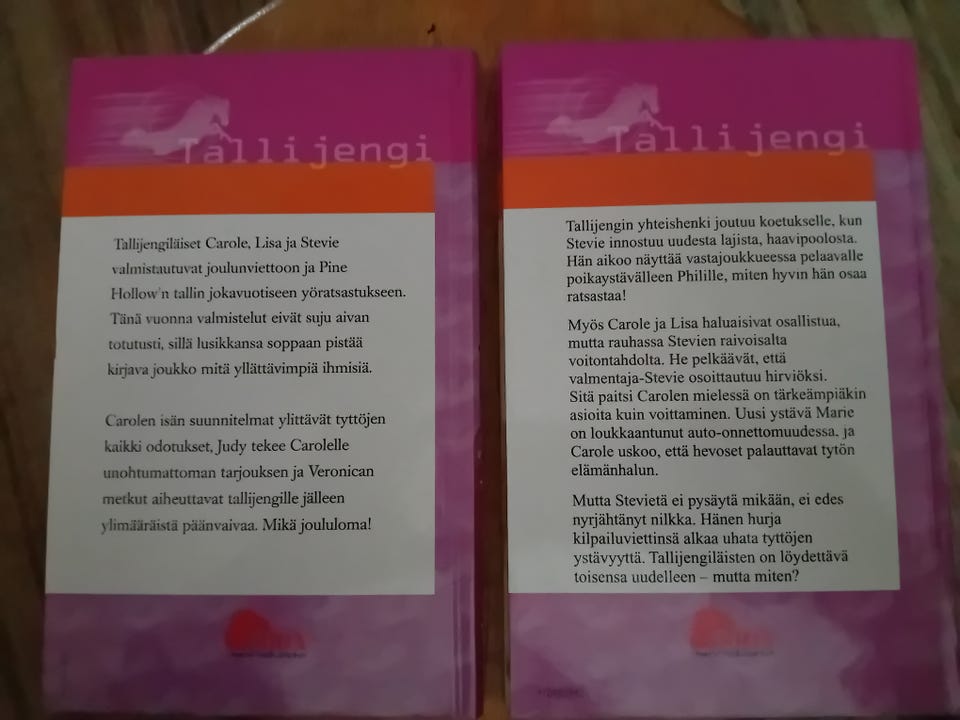 Tallijengi
Tallijengiläiset Carole, Lisa ja Stevie
valmistautuvat joulunviettoon ja Pine
Hollow'n tallin jokavuotiseen yöratsastukseen.
Tänä vuonna valmistelut eivät suju aivan
totutusti, sillä lusikkansa soppaan pistää
kirjava joukko mitä yllättävimpiä ihmisiä.
Carolen isän suunnitelmat ylittävät tyttöjen
kaikki odotukset, Judy tekee Carolelle
unohtumattoman tarjouksen ja Veronican
metkut aiheuttavat tallijengille jälleen
ylimääräistä päänvaivaa. Mikä joululoma!
Tallijengi
Tallijengin yhteishenki joutuu koetukselle, kun
Stevie innostuu uudesta lajista, haavipoolosta.
Hän aikoo näyttää vastajoukkueessa pelaavalle
poikaystävälleen Philille, miten hyvin hän osaa
ratsastaa!
Myös Carole ja Lisa haluaisivat osallistua,
mutta rauhassa Stevien raivoisalta
voitontahdolta. He pelkäävät, että
valmentaja-Stevie osoittautuu hirviöksi.
Sitä paitsi Carolen mielessä on tärkeämpiäkin
asioita kuin voittaminen. Uusi ystävä Marie
on loukkaantunut auto-onnettomuudessa, ja
Carole uskoo, että hevoset palauttavat tytön
elämänhalun.
Mutta Stevietä ei pysäytä mikään, ei edes
nyrjähtänyt nilkka. Hänen hurja
kilpailuviettinsä alkaa uhata tyttöjen
ystävyyttä. Tallijengiläisten on löydettävä
toisensa uudelleen – mutta miten?